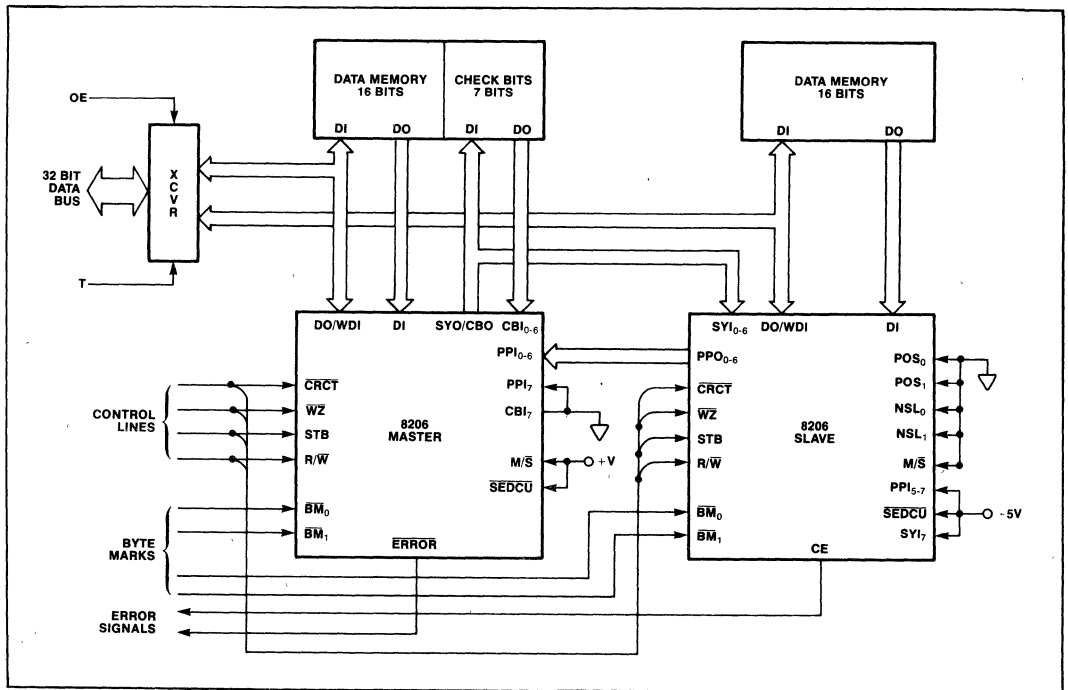 DATA MEMORY
16 BITS
DI DO
CHECK BITS
7 BITS
DI DO
DATA MEMORY
16 BITS
DI DO
OE
XCVR
32 BIT
DATA
BUS
T
DO/WDI DI SYO/CBO CBI0-6
PPI0-6
CRCT
WZ
STB
R/W
BM0
BM1
8206
MASTER
PPI7
CBI7
M/S
+V
SEDCU
ERROR
CONTROL
LINES
BYTE
MARKS
ERROR
SIGNALS
SYI0-6 DO/WDI DI
PPO0-6
CRCT
WZ
STB
R/W
BM0
BM1
8206
SLAVE
POS0
POS1
NSL0
NSL1
M/S
PPI5-7
SEDCU
SYI7
CE